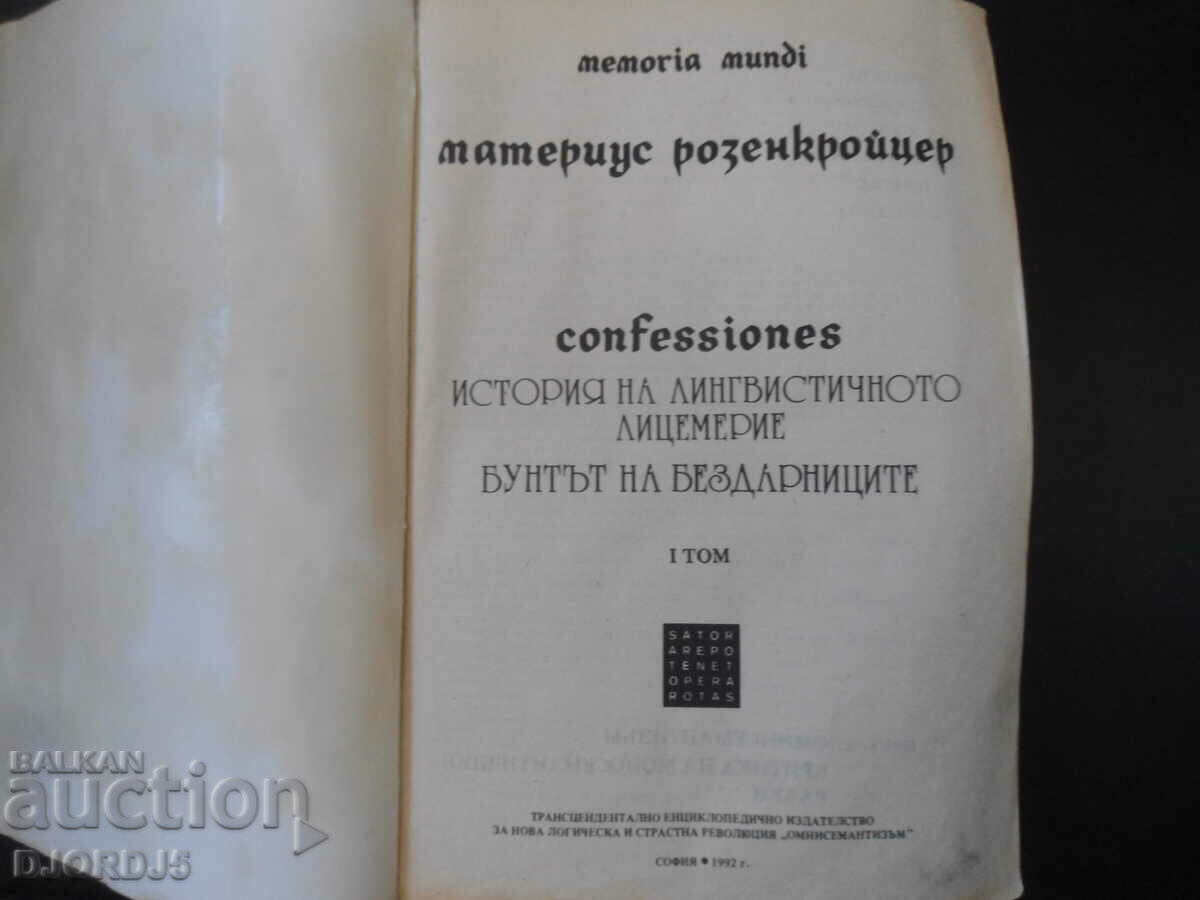 memoria mundi
материус розенкройцер
confessiones
ИСТОРИЯ НА ЛИНГВИСТИЧНОТО
ЛИЦЕМЕРИЕ
БУНТЪТ НА БЕЗДАРНИЦИТЕ
I ТОМ
SATOR
AREPO
TENET
OPERA
ROTAS
ТРАНСЦЕНДЕНТАЛНО ЕНЦИКЛОПЕДИЧНО ИЗДАТЕЛСТВО
ЗА НОВА ЛОГИЧЕСКА И СТРАСТНА РЕВОЛЮЦИЯ „ОМНИСЕМАНТИЗЪМ"
СОФИЯ • 1992 г.
BALKAN
auction
DJORDJ5